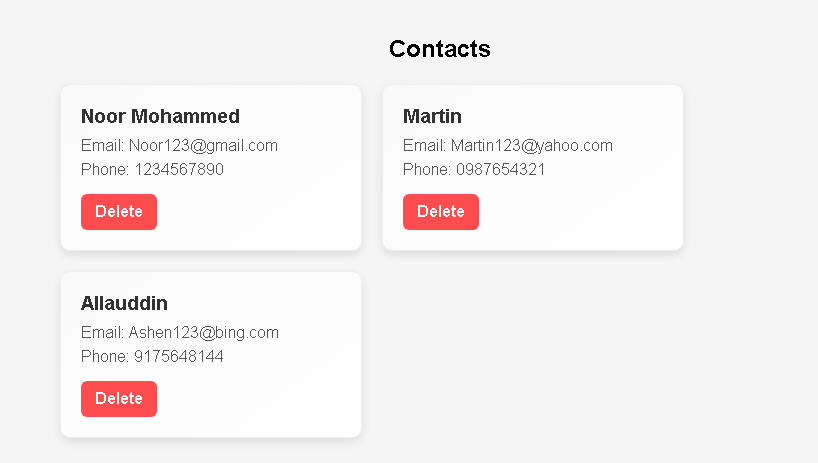 Contacts
Noor Mohammed
Email: Noor123@gmail.com
Phone: 1234567890
Delete
Martin
Email: Martin123@yahoo.com
Phone: 0987654321
Delete
Allauddin
Email: Ashen123@bing.com
Phone: 9175648144
Delete